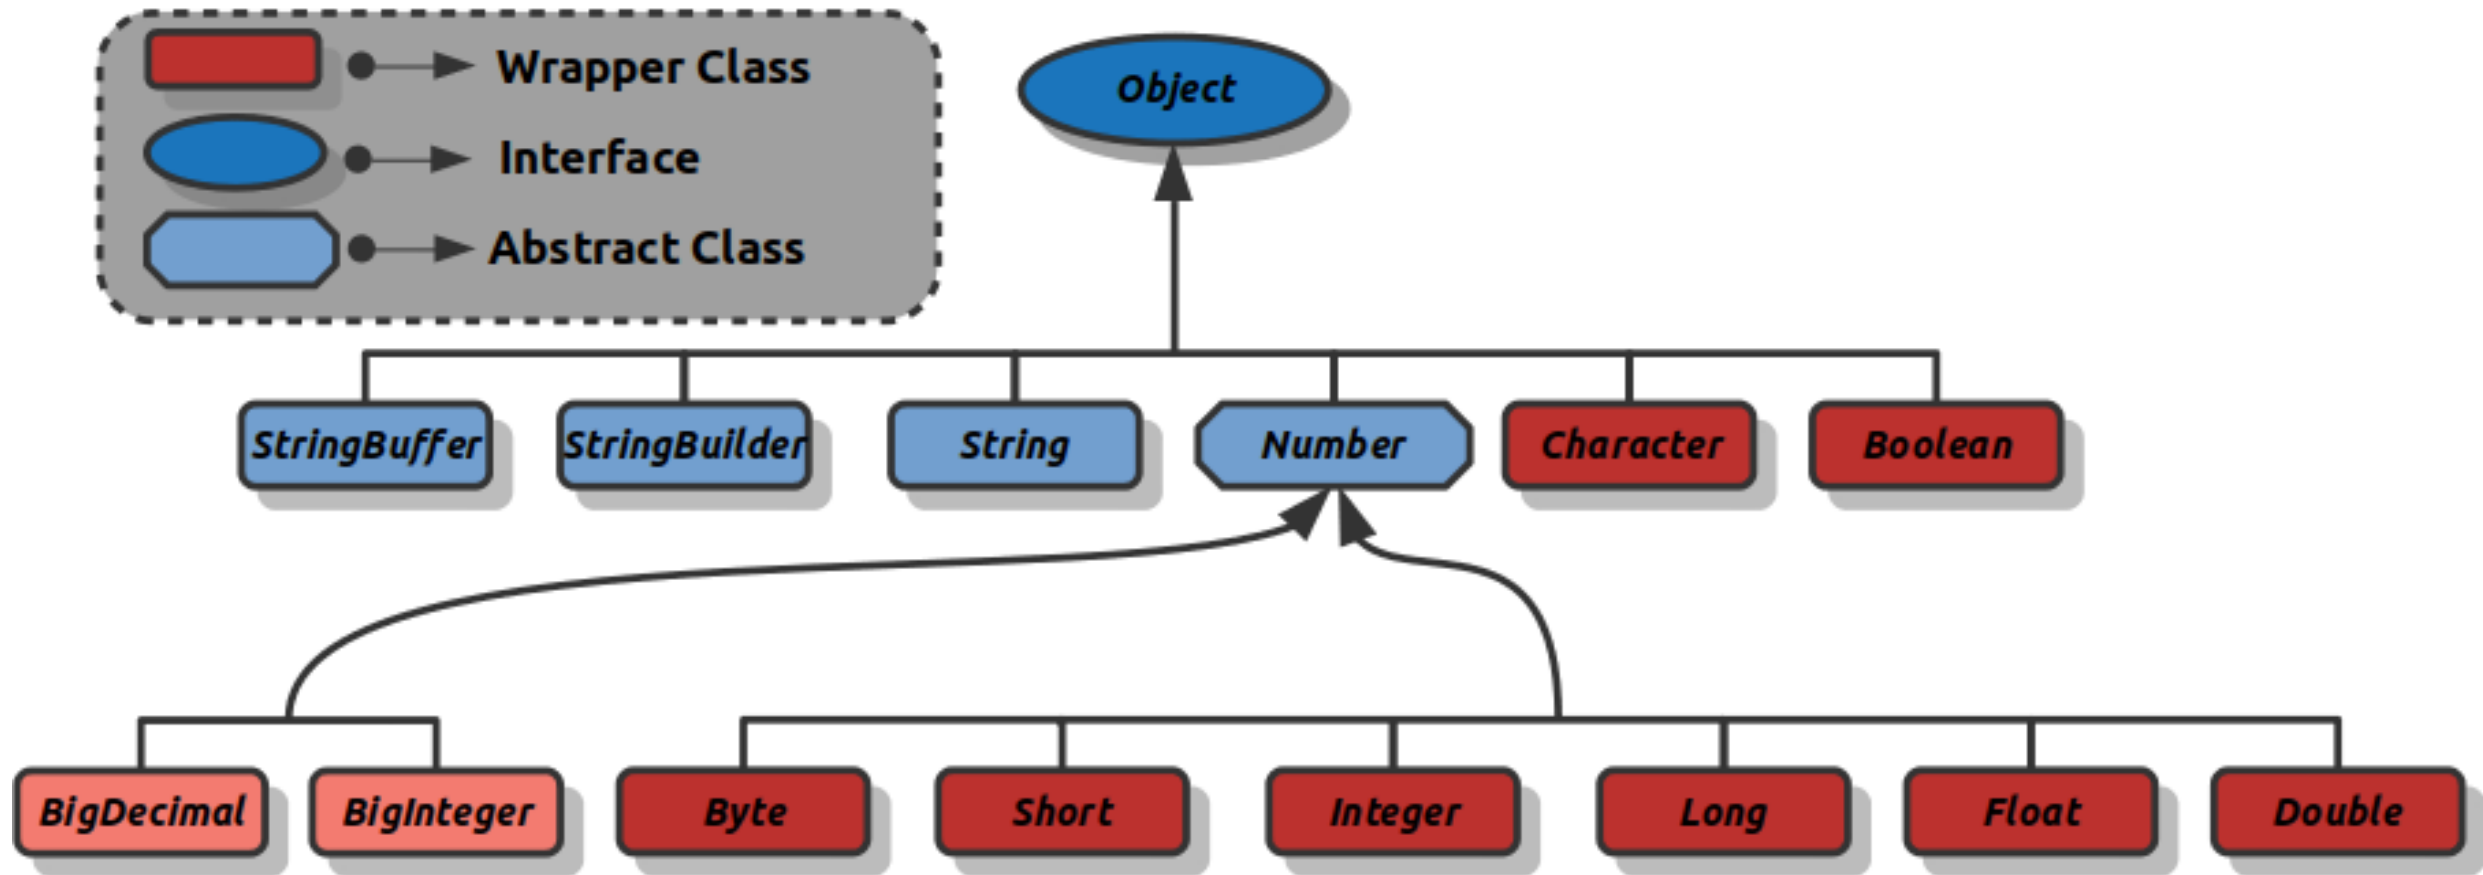 Wrapper Class
Interface
Abstract Class
Object
StringBuffer
StringBuilder
String
Number
Character
Boolean
BigDecimal
BigInteger
Byte
Short
Integer
Long
Float
Double